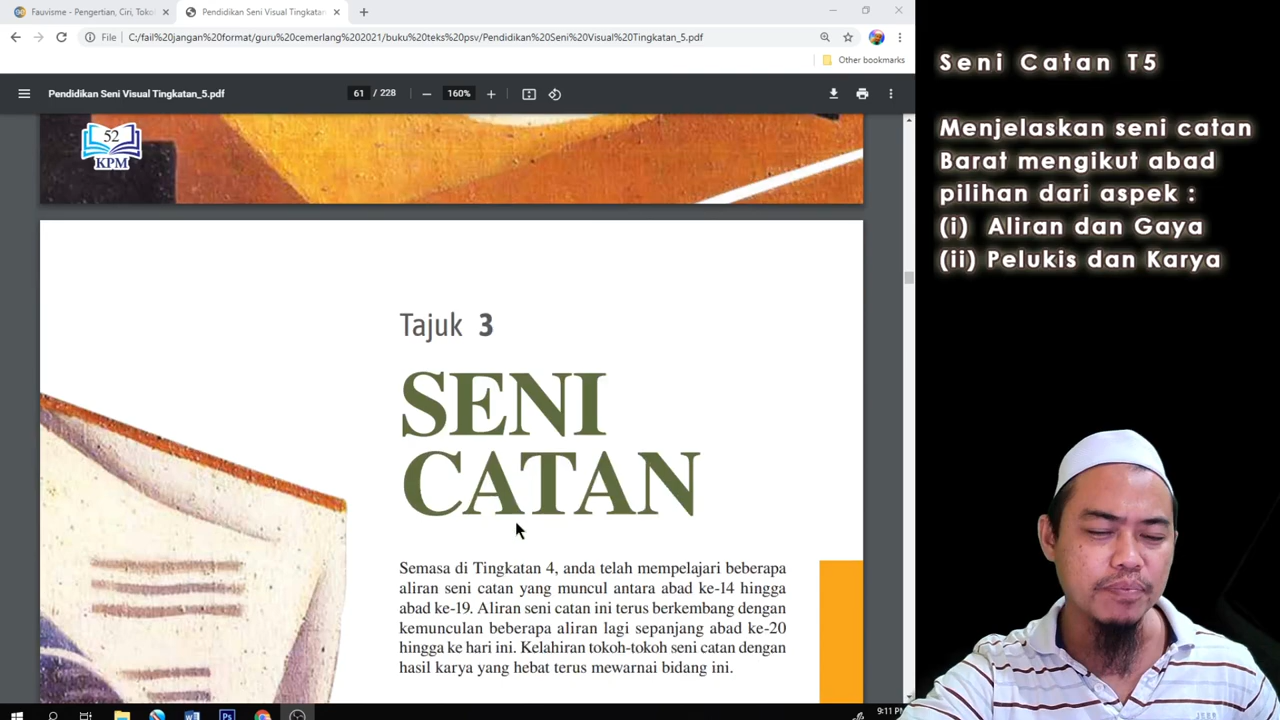 Fauvisme - Pengertian, Ciri, Toko
Pendidikan Seni Visual Tingkatan
File
C:/fail%20jangan%20format/guru%20cemerlang%202021/buku%20teks%20psv/Pendidikan%20Seni%20Visual%20Tingkatan_5.pdf
Other bookmarks
Pendidikan Seni Visual Tingkatan_5.pdf
61 / 228
160%
52
KPM
Tajuk 3
SENI
CATAN
Semasa di Tingkatan 4, anda telah mempelajari beberapa
aliran seni catan yang muncul antara abad ke-14 hingga
abad ke-19. Aliran seni catan ini terus berkembang dengan
kemunculan beberapa aliran lagi sepanjang abad ke-20
hingga ke hari ini. Kelahiran tokoh-tokoh seni catan dengan
hasil karya yang hebat terus mewarnai bidang ini.
Seni Catan T5
Menjelaskan seni catan
Barat mengikut abad
pilihan dari aspek :
(i) Aliran dan Gaya
(ii) Pelukis dan Karya
9:11 PM